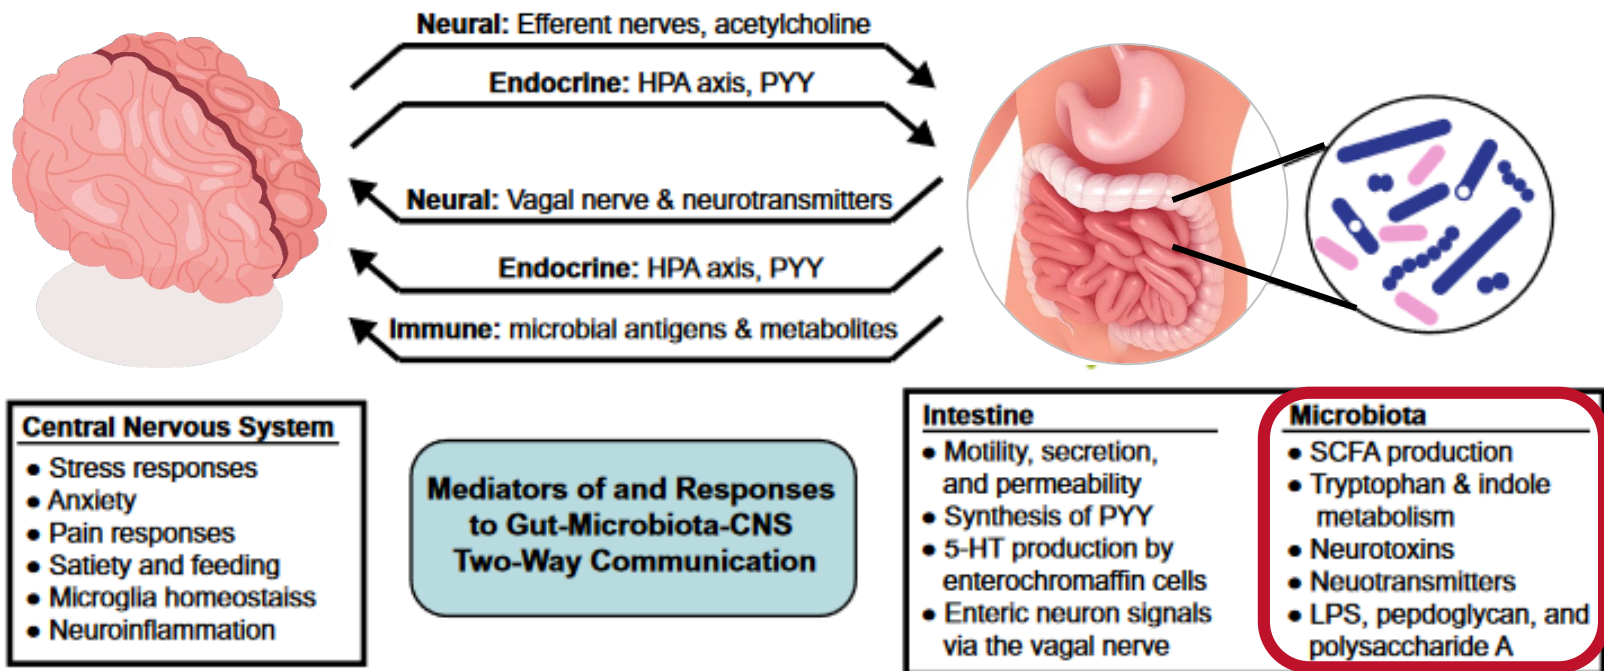 Neural: Efferent nerves, acetylcholine
Endocrine: HPA axis, PYY
Neural: Vagal nerve & neurotransmitters
Endocrine: HPA axis, PYY
Immune: microbial antigens & metabolites
Central Nervous System
● Stress responses
● Anxiety
● Pain responses
● Satiety and feeding
● Microglia homeostaiss
● Neuroinflammation
Mediators of and Responses
to Gut-Microbiota-CNS
Two-Way Communication
Intestine
● Motility, secretion,
and permeability
● Synthesis of PYY
● 5-HT production by
enterochromaffin cells
● Enteric neuron signals
via the vagal nerve
Microbiota
● SCFA production
● Tryptophan & indole
metabolism
● Neurotoxins
● Neuotransmitters
● LPS, pepdoglycan, and
polysaccharide A